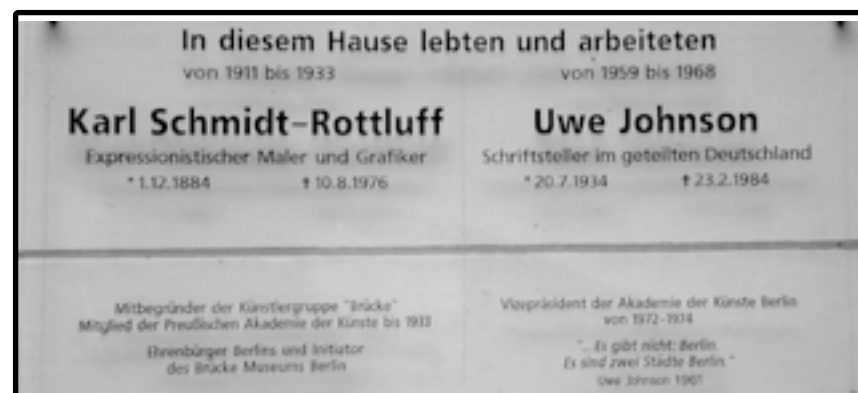 In diesem Hause lebten und arbeiteten
von 1911 bis 1933
Karl Schmidt-Rottluff
Expressionistischer Maler und Grafiker
*1.12.1884 †10.8.1976
Mitbegründer der Künstlergruppe "Brücke"
Mitglied der Preußischen Akademie der Künste bis 1933
Ehrenbürger Berlins und Initiator
des Brücke Museums Berlin
von 1959 bis 1968
Uwe Johnson
Schriftsteller im geteilten Deutschland
*20.7.1934 †23.2.1984
Vizepräsident der Akademie der Künste Berlin
von 1972-1974
"... Es gibt nicht: Berlin.
Es sind zwei Städte Berlin."
Uwe Johnson 1961